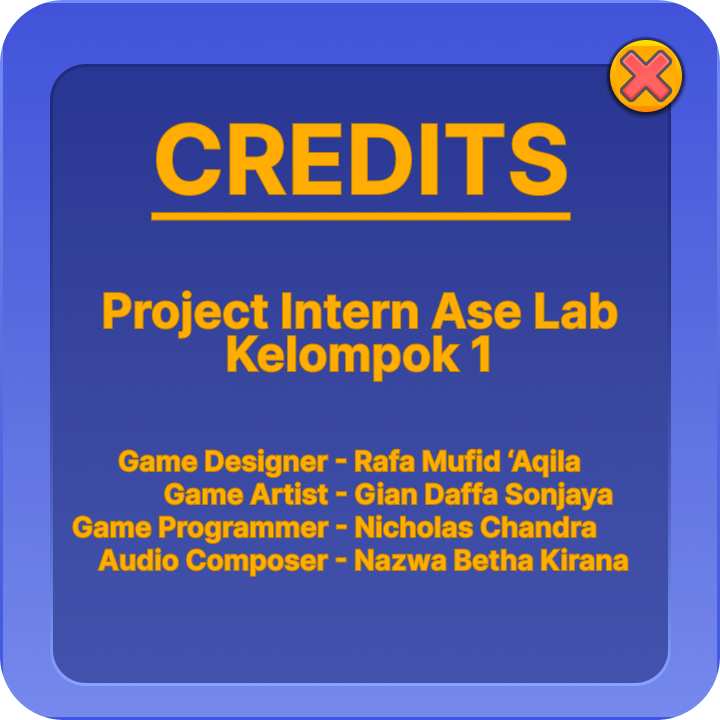 CREDITS
Project Intern Ase Lab
Kelompok 1
Game Designer - Rafa Mufid ‘Aqila
Game Artist - Gian Daffa Sonjaya
Game Programmer - Nicholas Chandra
Audio Composer - Nazwa Betha Kirana